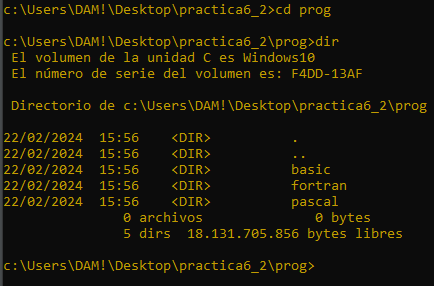 c:\Users\DAM!\Desktop\practica6_2>cd prog
c:\Users\DAM!\Desktop\practica6_2\prog>dir
El volumen de la unidad C es Windows10
El número de serie del volumen es: F4DD-13AF
Directorio de c:\Users\DAM!\Desktop\practica6_2\prog
22/02/2024  15:56    <DIR>          .
22/02/2024  15:56    <DIR>          ..
22/02/2024  15:56    <DIR>          basic
22/02/2024  15:56    <DIR>          fortran
22/02/2024  15:56    <DIR>          pascal
0 archivos              0 bytes
5 dirs  18.131.705.856 bytes libres
c:\Users\DAM!\Desktop\practica6_2\prog>